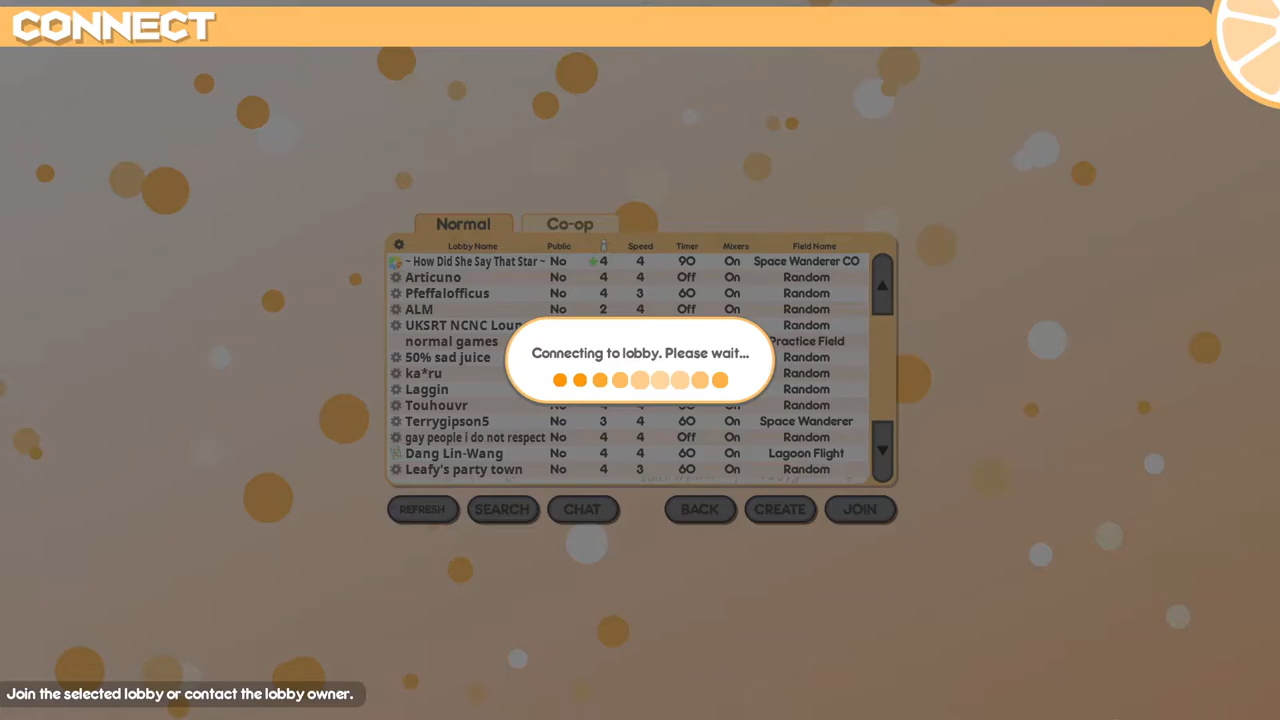 CONNECT
Normal Co-op
Lobby Name Public Speed Timer Mixers Field Name
~ How Did She Say That Star ~ No 4 4 90 On Space Wanderer CO
Articuno No 4 4 Off On Random
Pfeffalofficus No 4 3 60 On Random
ALM No 2 4 Off On Random
UKSRT NCNC Random
normal games Practice Field
Connecting to lobby. Please wait...
50% sad juice Random
ka*ru Random
Laggin Random
Touhouvr On Random
Terrygipson5 No 3 4 60 On Space Wanderer
gay people i do not respect No 4 4 Off On Random
Dang Lin-Wang No 4 4 60 On Lagoon Flight
Leafy's party town No 4 3 60 On Random
REFRESH SEARCH CHAT BACK CREATE JOIN
Join the selected lobby or contact the lobby owner.